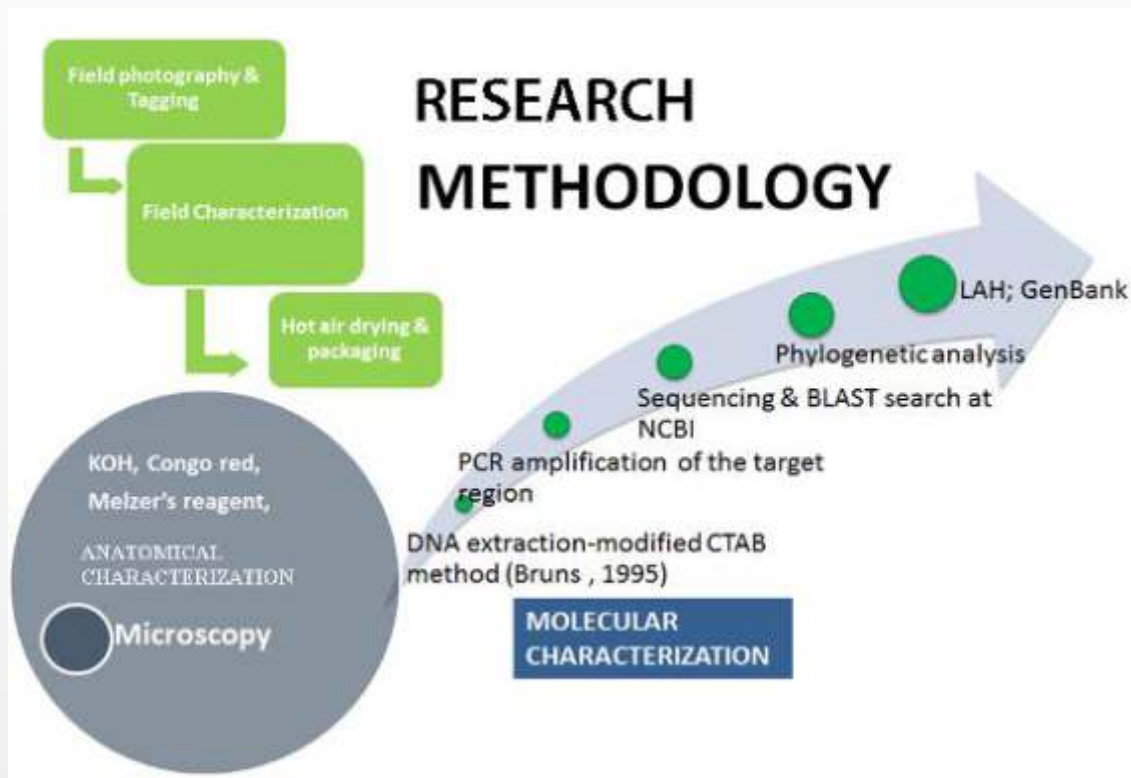 Field photography &
Tagging
Field Characterization
Hot air drying &
packaging
RESEARCH
METHODOLOGY
LAH; GenBank
Phylogenetic analysis
Sequencing & BLAST search at
NCBI
PCR amplification of the target
region
DNA extraction-modified CTAB
method (Bruns , 1995)
MOLECULAR
CHARACTERIZATION
KOH, Congo red,
Melzer's reagent,
ANATOMICAL
CHARACTERIZATION
Microscopy